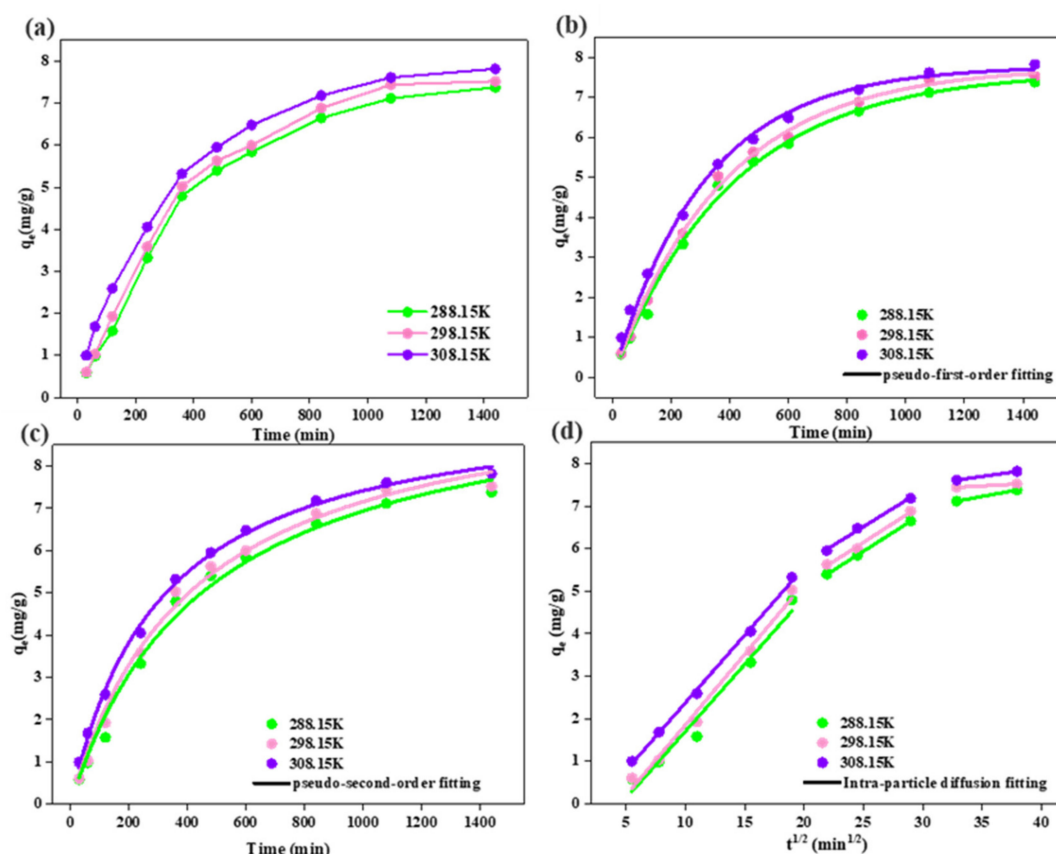 (a)
8
7
6
5
4
3
2
1
0
qₑ(mg/g)
288.15K
298.15K
308.15K
0 200 400 600 800 1000 1200 1400
Time (min)
(b)
8
7
6
5
4
3
2
1
0
qₑ(mg/g)
288.15K
298.15K
308.15K
pseudo-first-order fitting
0 200 400 600 800 1000 1200 1400
Time (min)
(c)
8
7
6
5
4
3
2
1
0
qₑ(mg/g)
288.15K
298.15K
308.15K
pseudo-second-order fitting
0 200 400 600 800 1000 1200 1400
Time (min)
(d)
8
7
6
5
4
3
2
1
0
qₑ (mg/g)
288.15K
298.15K
308.15K
Intra-particle diffusion fitting
5 10 15 20 25 30 35 40
t^1/2 (min^1/2)